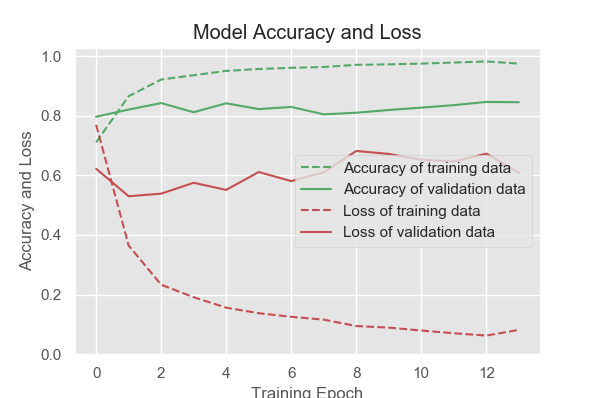 Model Accuracy and Loss
1.0
0.8
0.6
0.4
0.2
0.0
Accuracy and Loss
Accuracy of training data
Accuracy of validation data
Loss of training data
Loss of validation data
0 2 4 6 8 10 12
Training Epoch